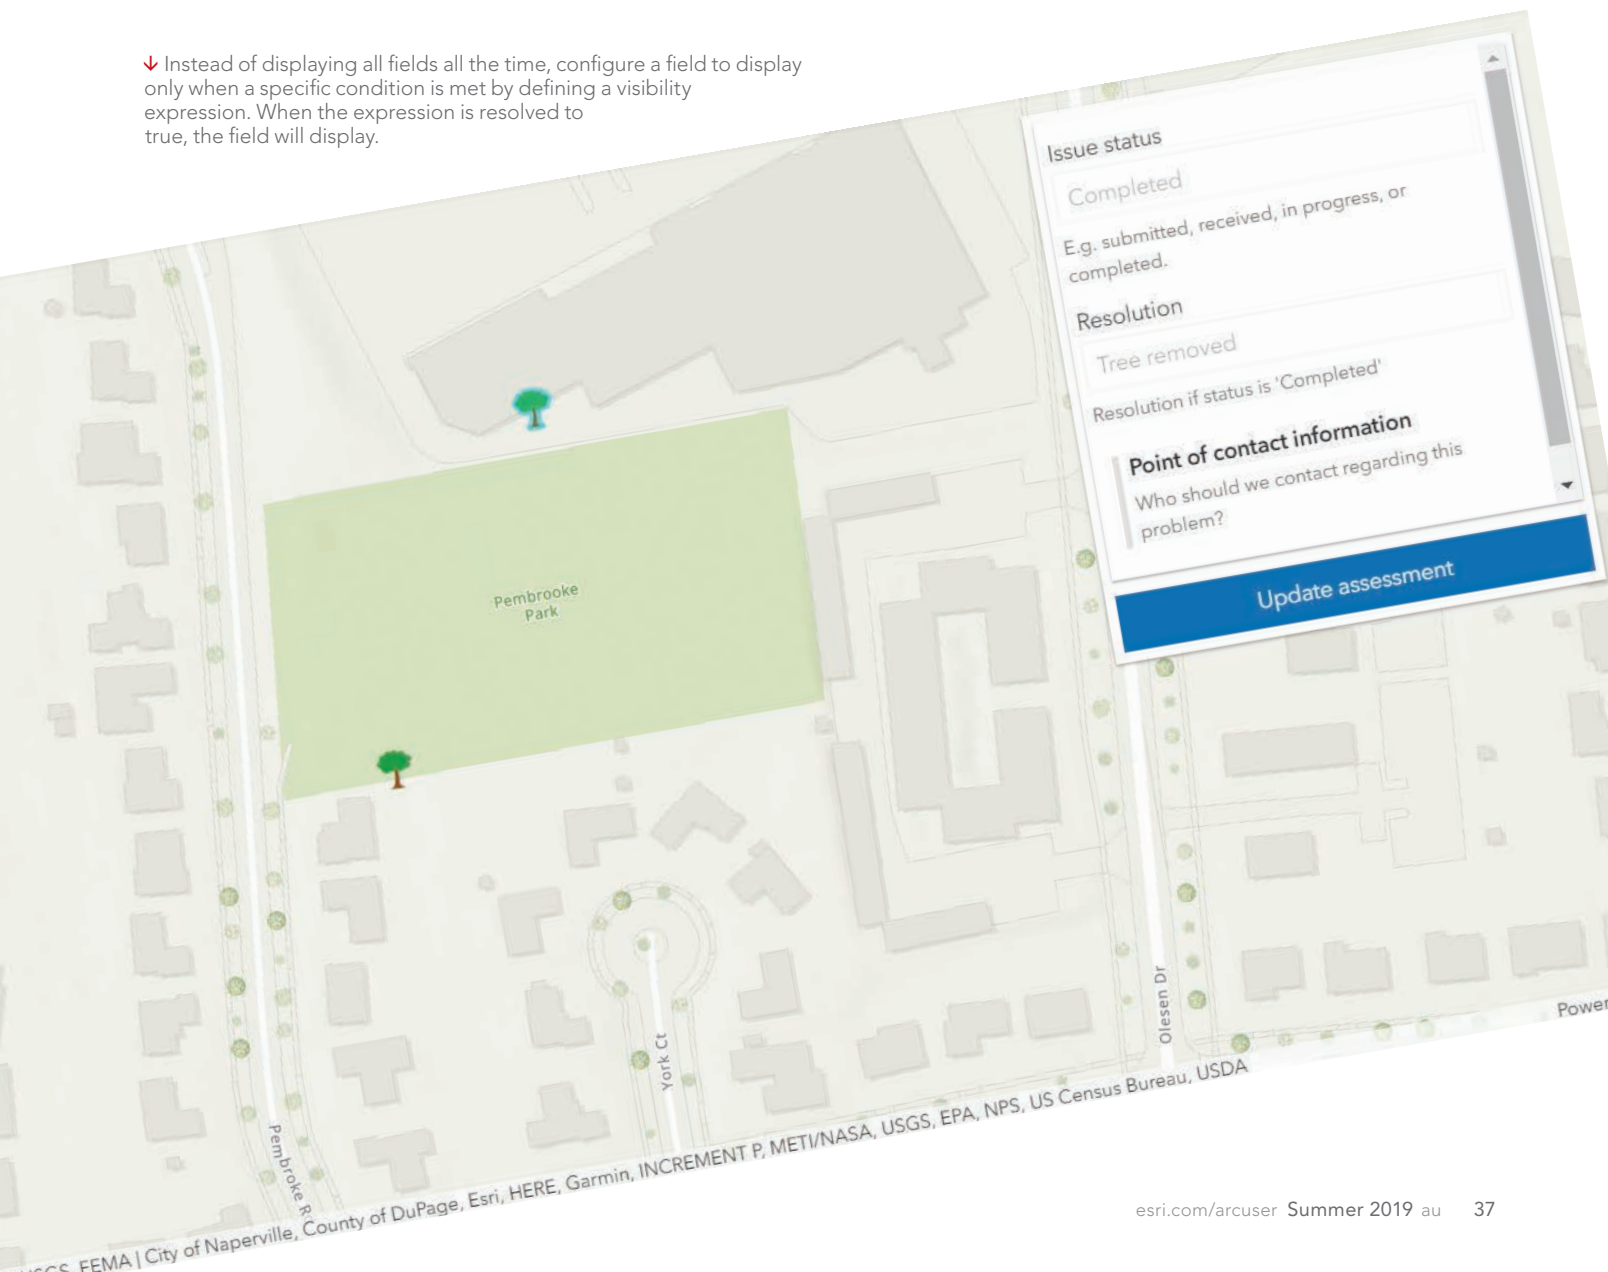 ↓ Instead of displaying all fields all the time, configure a field to display
only when a specific condition is met by defining a visibility
expression. When the expression is resolved to
true, the field will display.
Issue status
Completed
E.g. submitted, received, in progress, or
completed.
Resolution
Tree removed
Resolution if status is 'Completed'
Point of contact information
Who should we contact regarding this
problem?
Update assessment
Pembrooke
Park
Olesen Dr
York Ct
Pembroke R
Power
FEMA | City of Naperville, County of DuPage, Esri, HERE, Garmin, INCREMENT P, METI/NASA, USGS, EPA, NPS, US Census Bureau, USDA
esri.com/arcuser Summer 2019 au 37